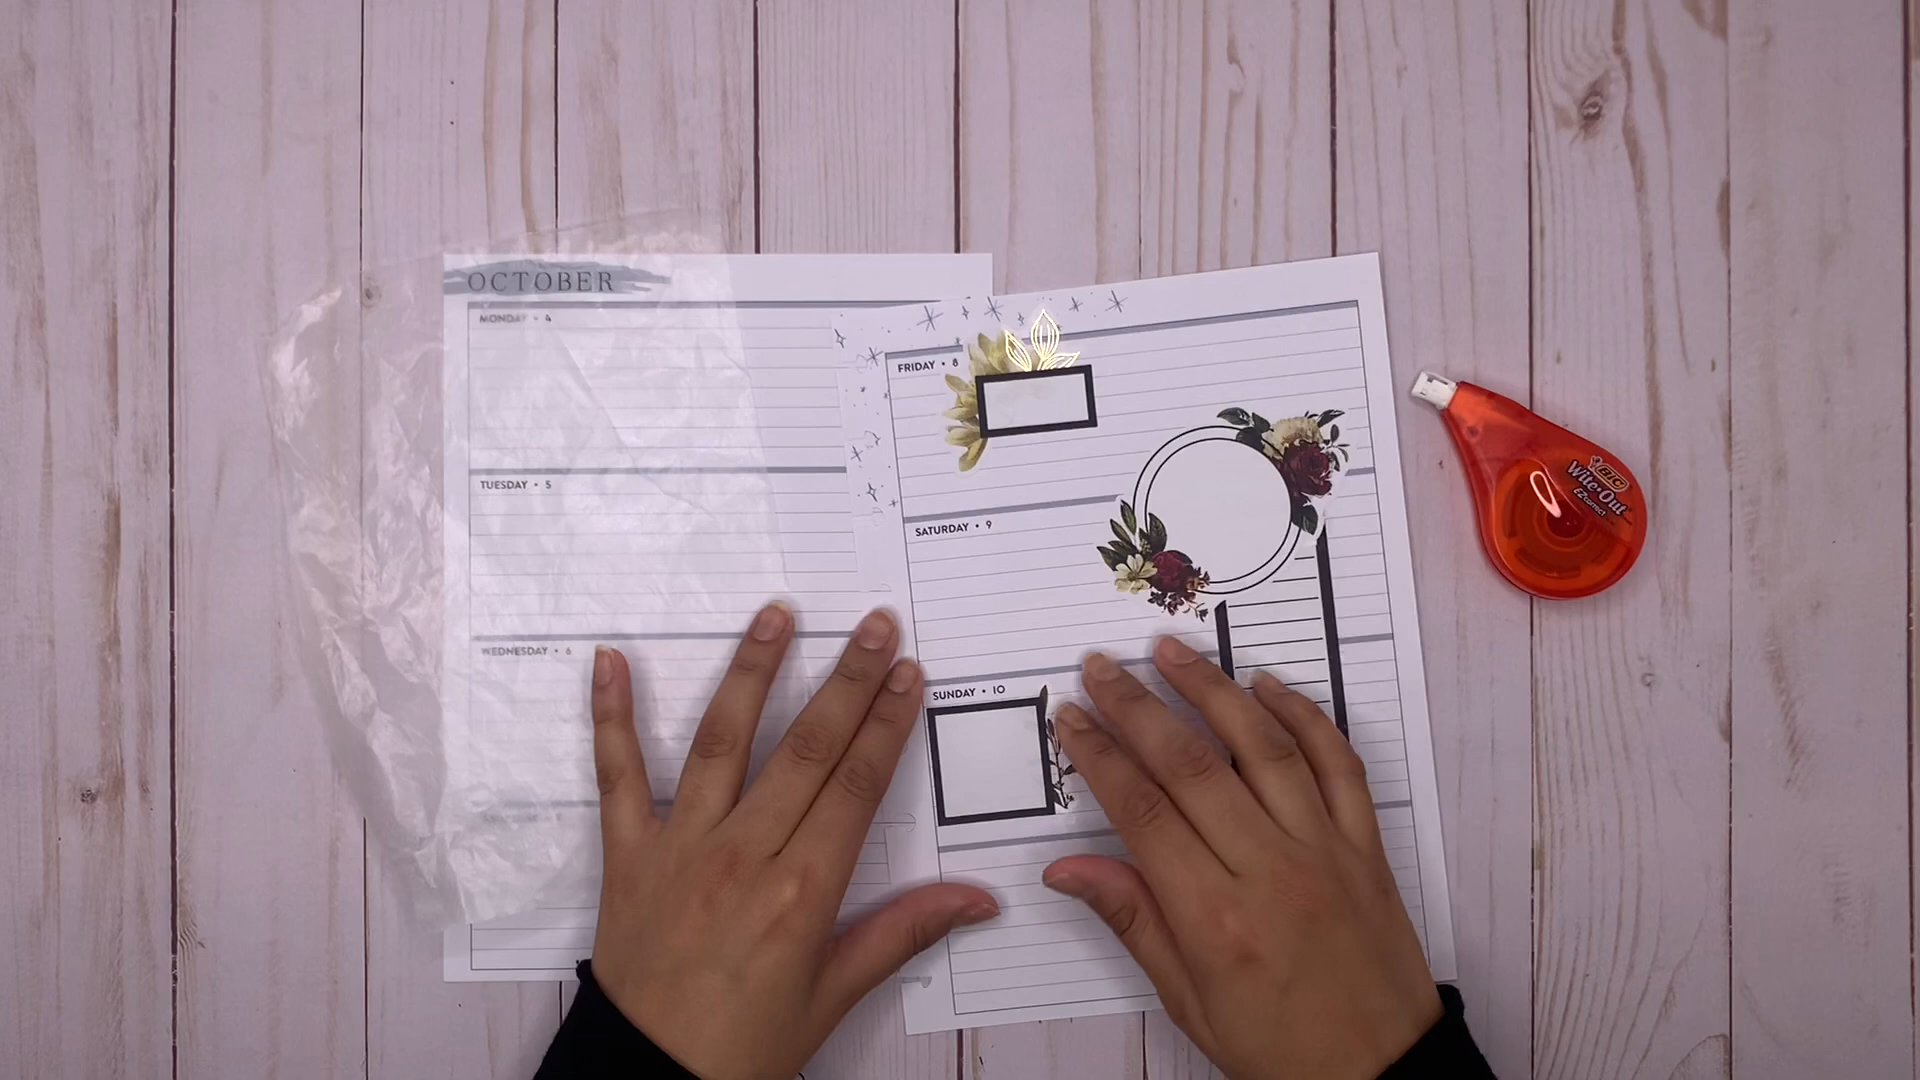 OCTOBER
MONDAY • 4
TUESDAY • 5
WEDNESDAY • 6
FRIDAY • 8
SATURDAY • 9
SUNDAY • 10
BIC
Wite•Out
EZcorrect